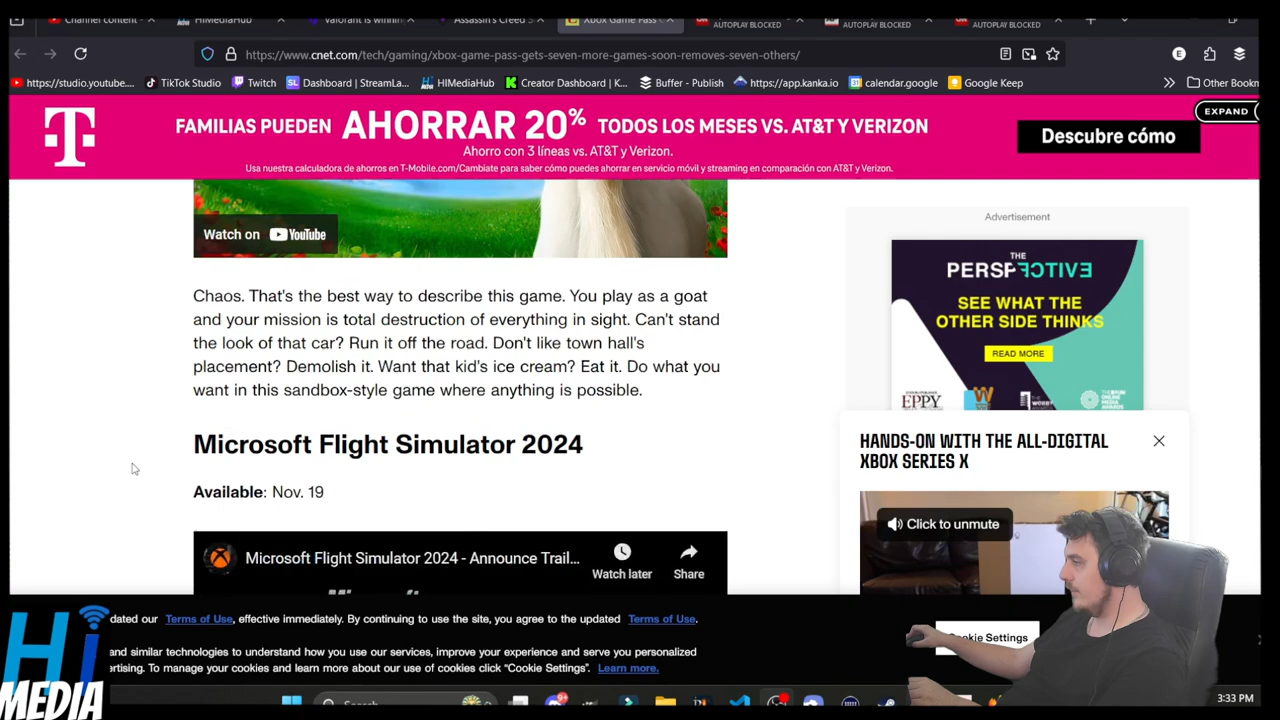 Channel content
HiMediaHub
Valorant is winnin
Assassin's Creed S
Xbox Game Pass
AUTOPLAY BLOCKED
AUTOPLAY BLOCKED
AUTOPLAY BLOCKED
https://www.cnet.com/tech/gaming/xbox-game-pass-gets-seven-more-games-soon-removes-seven-others/
E
https://studio.youtube....
TikTok Studio
Twitch
Dashboard | StreamLa...
HIMediaHub
Creator Dashboard | K...
Buffer - Publish
https://app.kanka.io
calendar.google
Google Keep
Other Bookm
T
FAMILIAS PUEDEN AHORRAR 20% TODOS LOS MESES VS. AT&T Y VERIZON
Ahorro con 3 líneas vs. AT&T y Verizon.
Usa nuestra calculadora de ahorros en T-Mobile.com/Cambiate para saber cómo puedes ahorrar en servicio móvil y streaming en comparación con AT&T y Verizon.
EXPAND
Descubre cómo
Watch on YouTube
Chaos. That's the best way to describe this game. You play as a goat
and your mission is total destruction of everything in sight. Can't stand
the look of that car? Run it off the road. Don't like town hall's
placement? Demolish it. Want that kid's ice cream? Eat it. Do what you
want in this sandbox-style game where anything is possible.
Microsoft Flight Simulator 2024
Available: Nov. 19
Microsoft Flight Simulator 2024 - Announce Trail...
Watch later
Share
Advertisement
THE
PERSPECTIVE
SEE WHAT THE
OTHER SIDE THINKS
READ MORE
EPPY
HANDS-ON WITH THE ALL-DIGITAL
XBOX SERIES X
Click to unmute
dated our Terms of Use, effective immediately. By continuing to use the site, you agree to the updated Terms of Use.
and similar technologies to understand how you use our services, improve your experience and serve you personalized
ertising. To manage your cookies and learn more about our use of cookies click "Cookie Settings". Learn more.
Cookie Settings
Hi
MEDIA
Search
3:33 PM